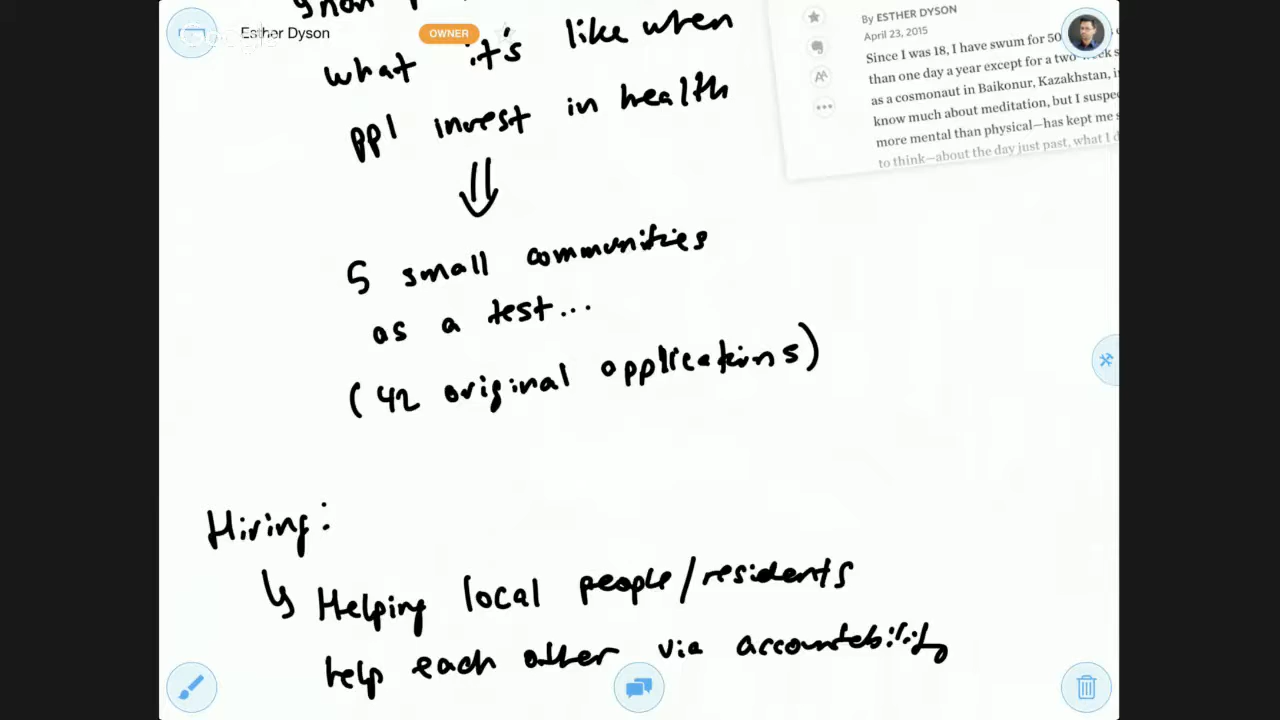 Esther Dyson
OWNER
what it's like when
ppl invest in health
5 small communities
as a test...
(42 original applications)
Hiring:
↳ Helping local people/residents
help each other via accountability
By ESTHER DYSON
April 23, 2015
Since I was 18, I have swum for 50
than one day a year except for a two-week s
as a cosmonaut in Baikonur, Kazakhstan, i
know much about meditation, but I suspec
more mental than physical—has kept me s
to think—about the day just past, what I d